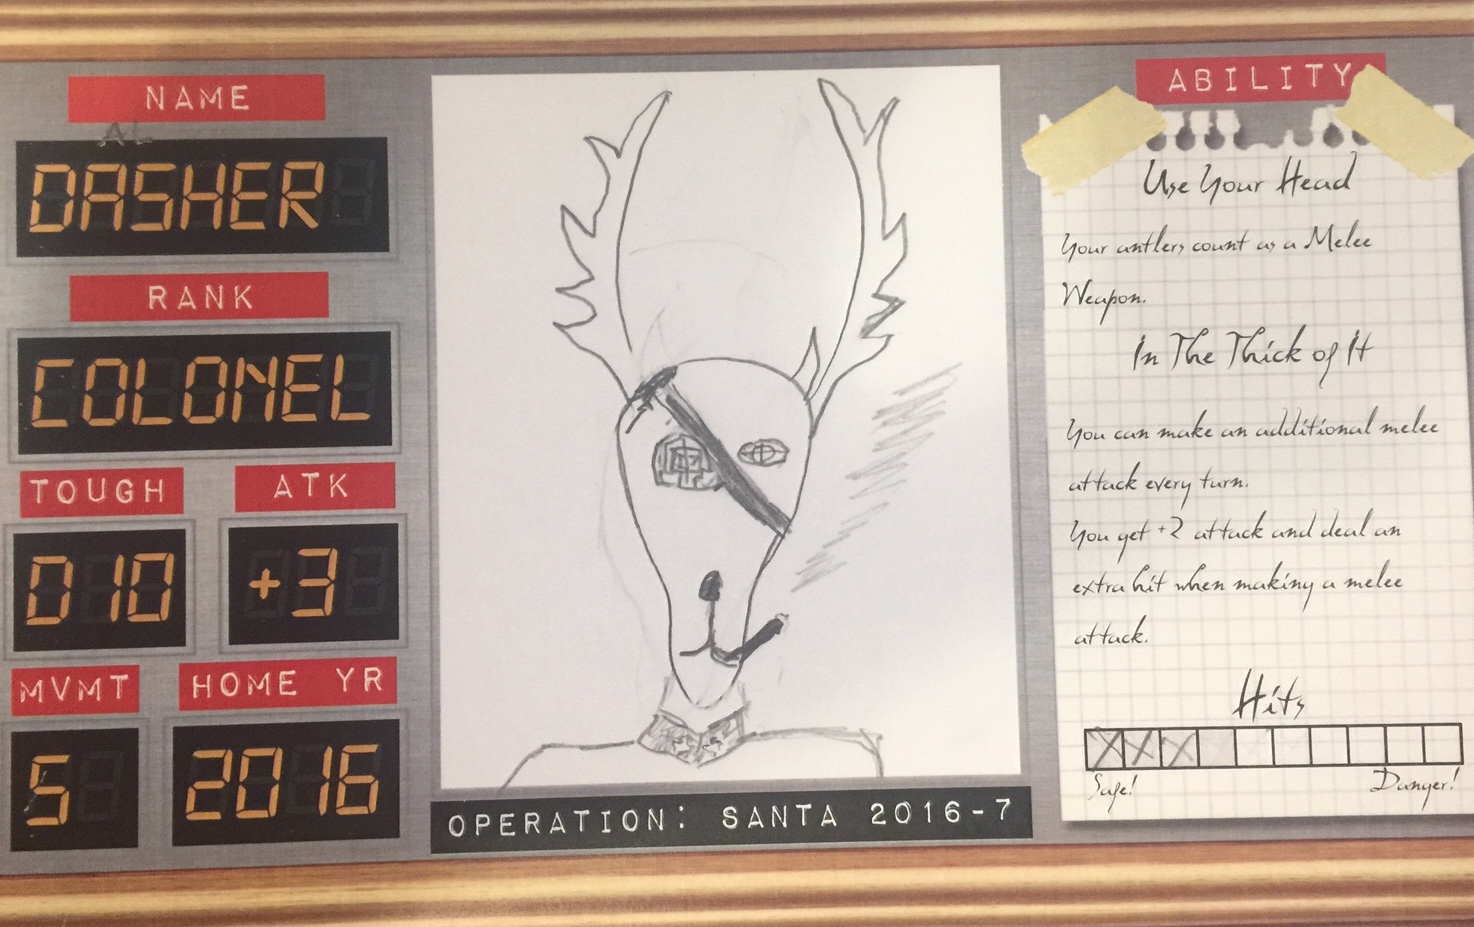 NAME
AL
DASHER
RANK
COLONEL
TOUGH
ATK
D10
+3
MVMT
HOME YR
5
2016
OPERATION: SANTA 2016-7
ABILITY
Use Your Head
Your antlers count as a Melee
Weapon.
In The Thick of It
You can make an additional melee
attack every turn.
You get +2 attack and deal an
extra hit when making a melee
attack.
Hits
X X X
Safe!
Danger!